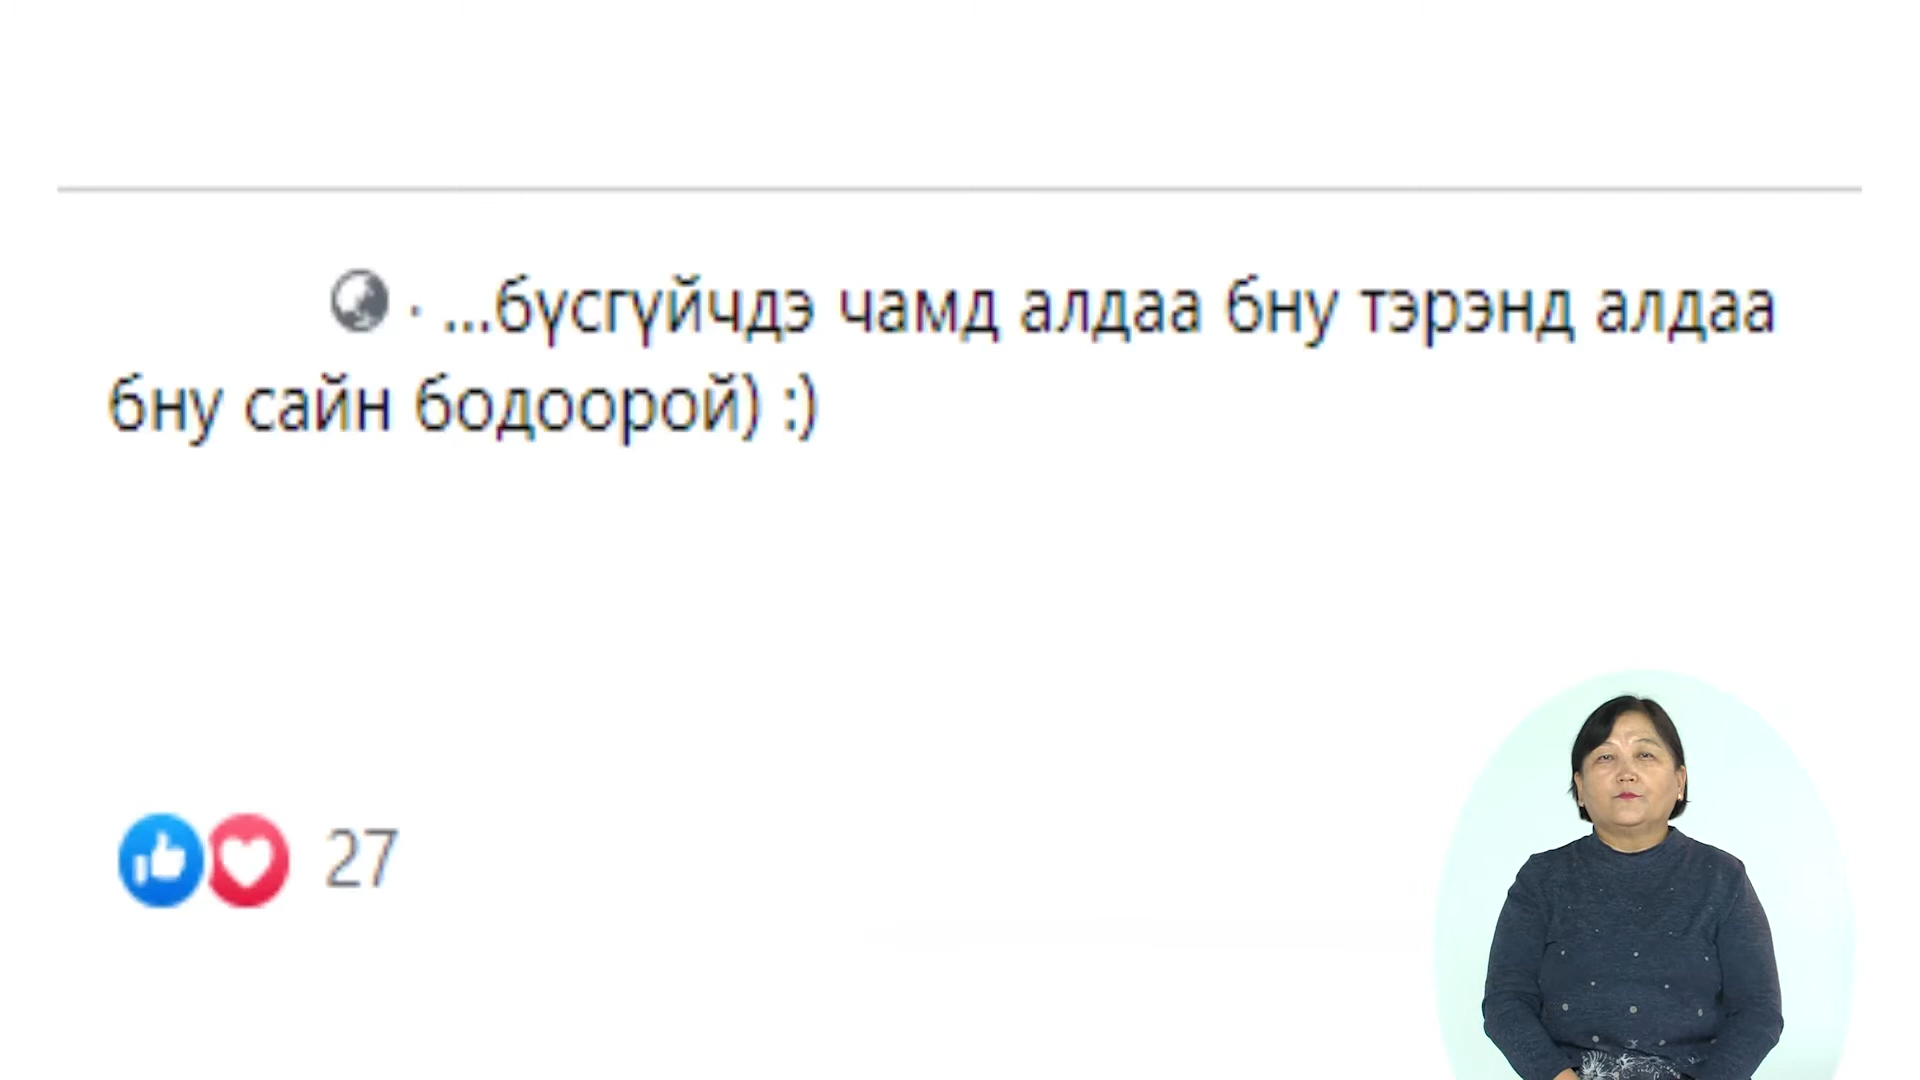 · ...бүсгүйчдэ чамд алдаа бну тэрэнд алдаа
бну сайн бодоорой) :)
27